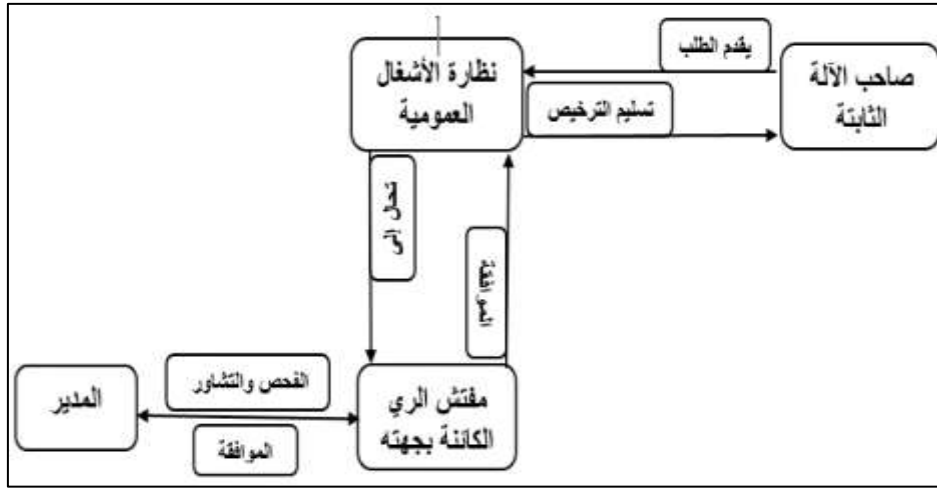 يقدم الطلب
صاحب الآلة
الثابتة
نظارة الأشغال
العمومية
تسليم الترخيص
تحال إلى
الموافقة
الفحص والتشاور
المدير
مفتش الري
الكائنة بجهته
الموافقة